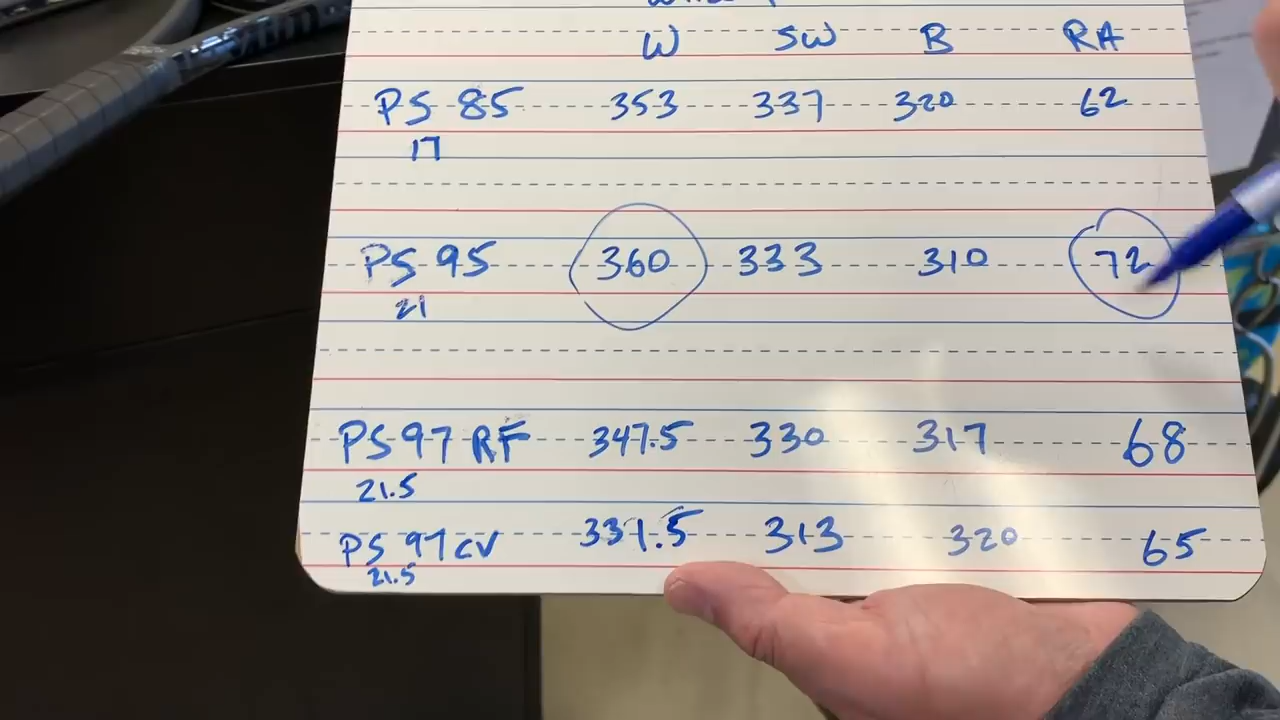 W SW B RA
PS 85 353 337 320 62
17
PS 95 360 333 310 72
21
PS 97 RF 347.5 330 317 68
21.5
PS 97 CV 331.5 313 320 65
21.5